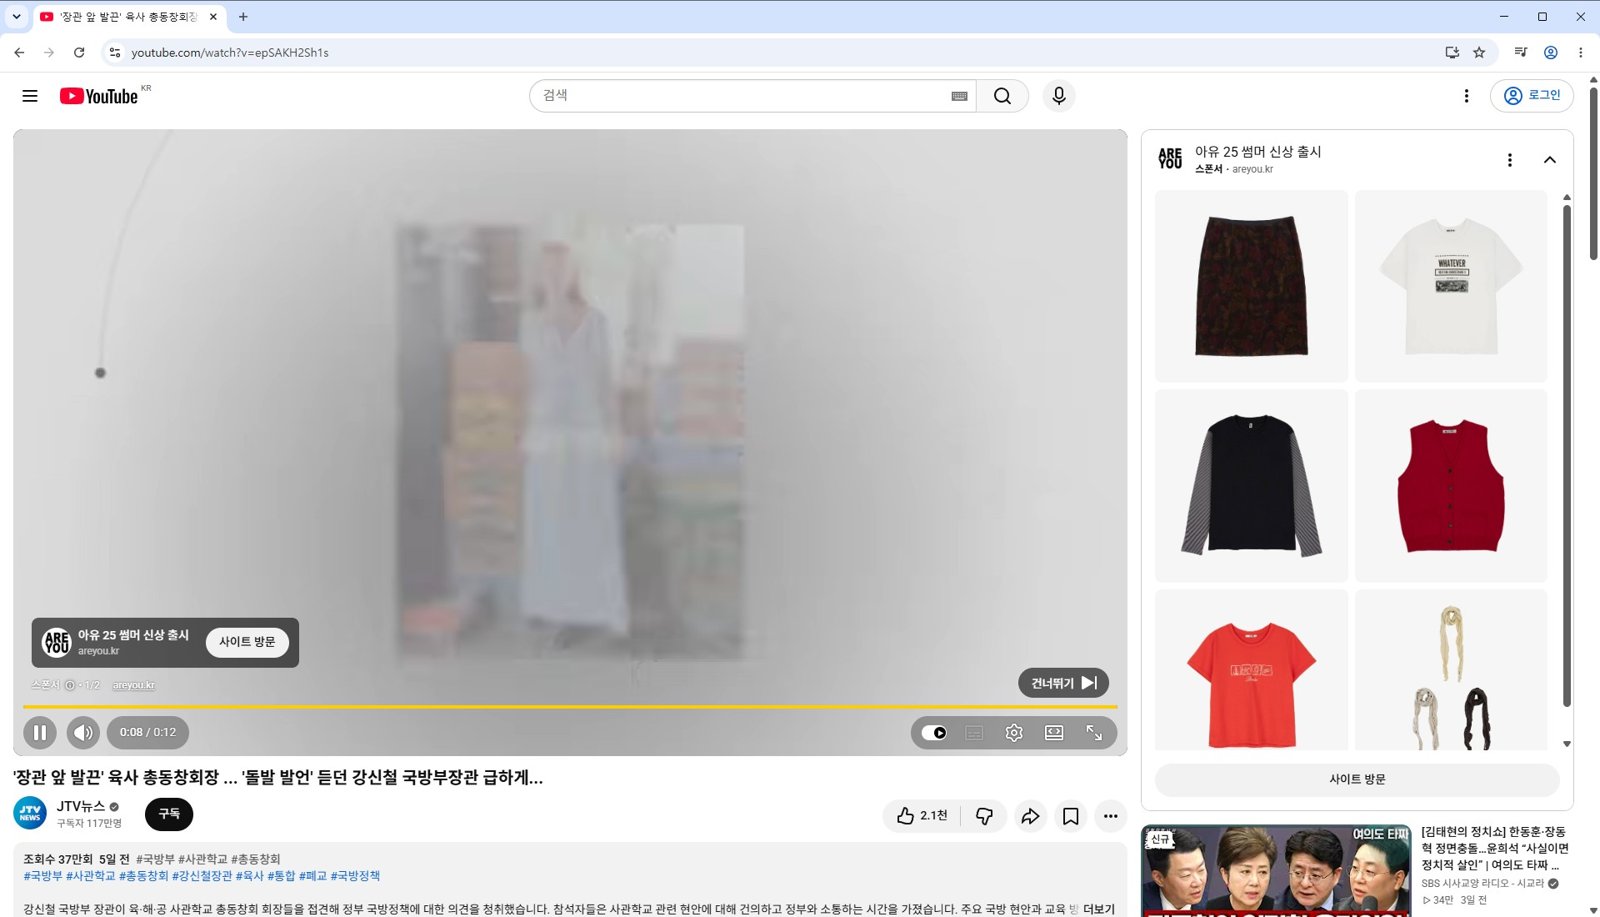 '장관 앞 발끈' 육사 총동창회장
youtube.com/watch?v=epSAKH2Sh1s
YouTube KR
검색
로그인
ARE YOU
아유 25 썸머 신상 출시
스폰서 · areyou.kr
WHATEVER
ARE YOU
아유 25 썸머 신상 출시
areyou.kr
사이트 방문
스폰서 · 1/2 areyou.kr
건너뛰기
0:08 / 0:12
사이트 방문
'장관 앞 발끈' 육사 총동창회장 ... '돌발 발언' 듣던 강신철 국방부장관 급하게...
JTV NEWS
JTV뉴스
구독자 117만명
구독
2.1천
조회수 37만회 5일 전 #국방부 #사관학교 #총동창회
#국방부 #사관학교 #총동창회 #강신철장관 #육사 #통합 #폐교 #국방정책
강신철 국방부 장관이 육·해·공 사관학교 총동창회 회장들을 접견해 정부 국방정책에 대한 의견을 청취했습니다. 참석자들은 사관학교 관련 현안에 대해 건의하고 정부와 소통하는 시간을 가졌습니다. 주요 국방 현안과 교육 방 더보기
신규
여의도 타짜
[김태현의 정치쇼] 한동훈·장동
혁 정면충돌...윤희석 “사실이면
정치적 살인” | 여의도 타짜 ...
SBS 시사교양 라디오 - 시교라
34만 3일 전